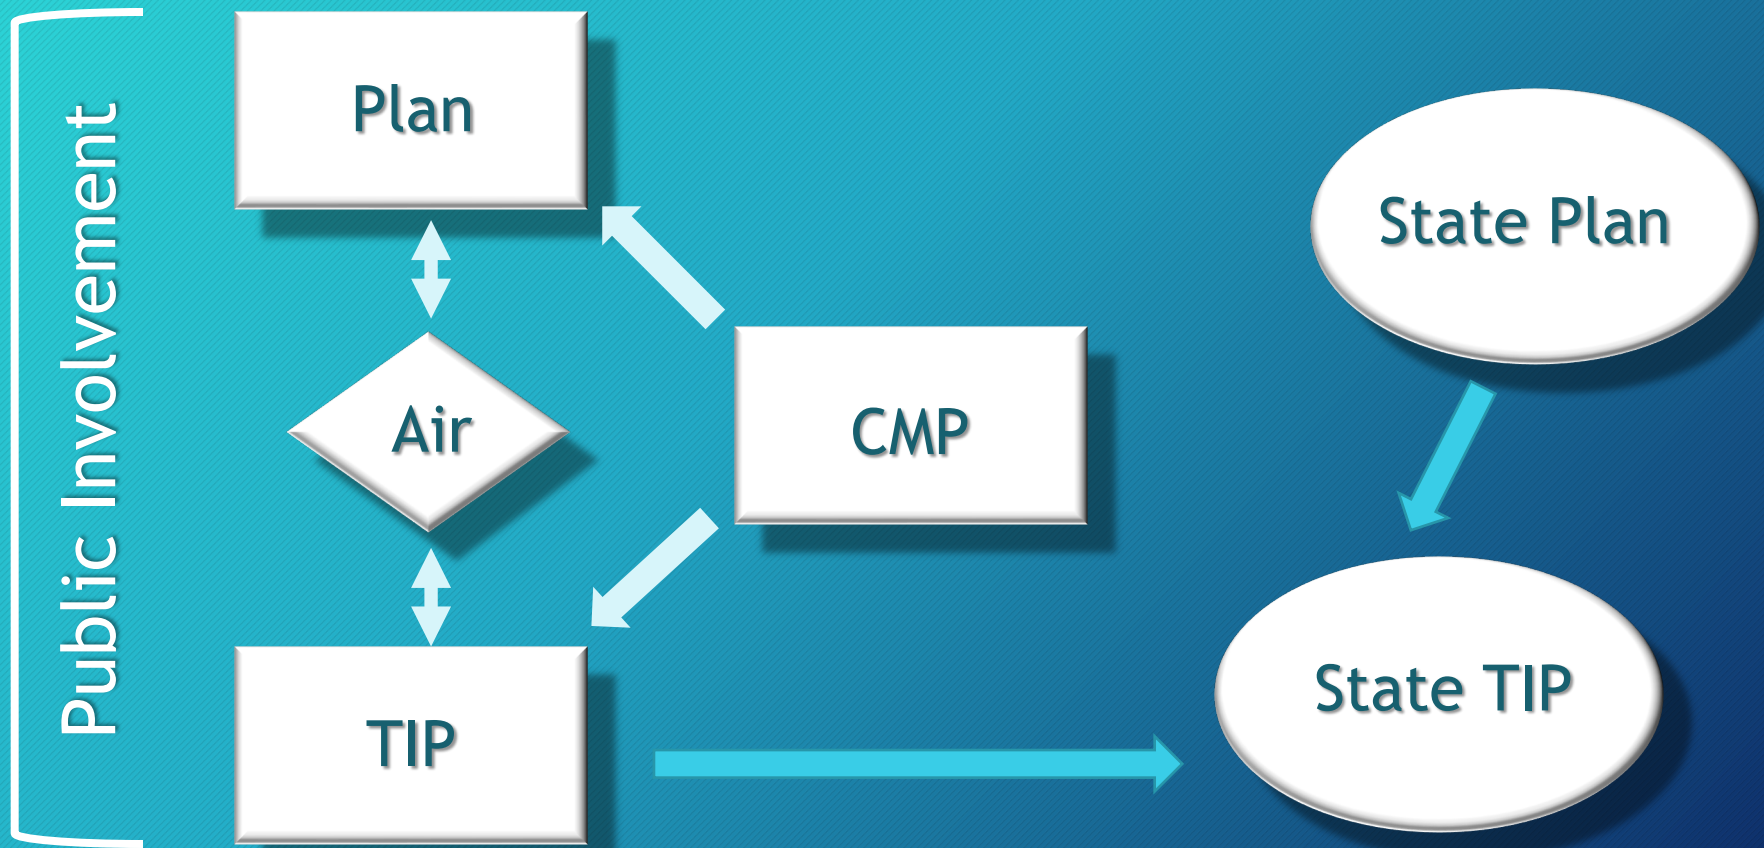 Public Involvement
Plan
Air
TIP
CMP
State Plan
State TIP